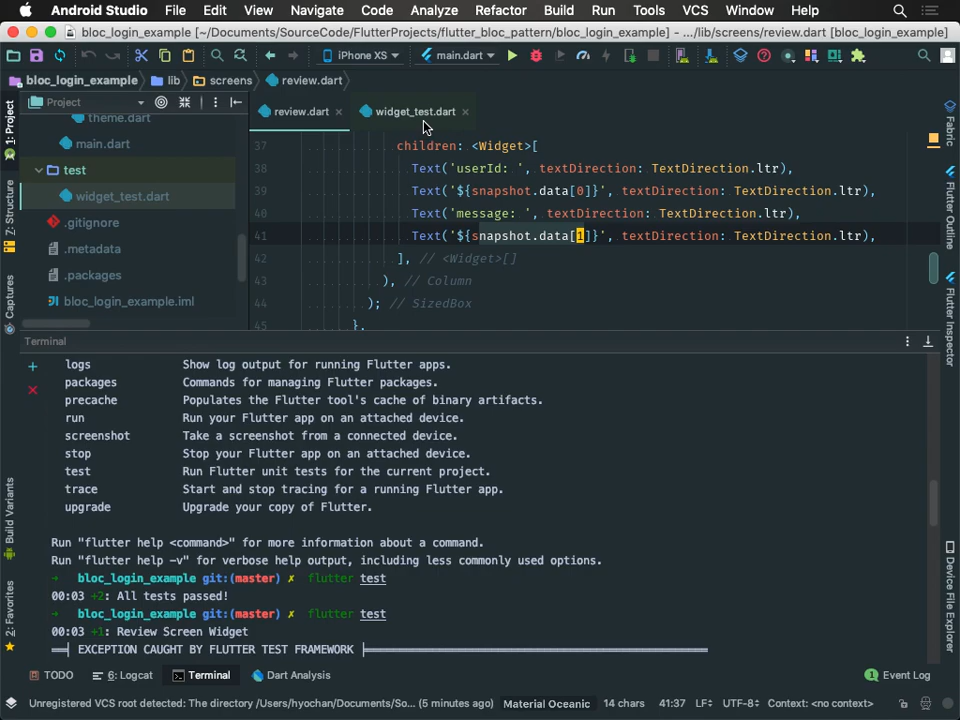 Android Studio File Edit View Navigate Code Analyze Refactor Build Run Tools VCS Window Help
bloc_login_example [~/Documents/SourceCode/FlutterProjects/flutter_bloc_pattern/bloc_login_example] - .../lib/screens/review.dart [bloc_login_example]
iPhone XS main.dart
bloc_login_example lib screens review.dart
Project
review.dart widget_test.dart
theme.dart
main.dart
test
widget_test.dart
.gitignore
.metadata
.packages
bloc_login_example.iml
37 children: <Widget>[
38 Text('userId: ', textDirection: TextDirection.ltr),
39 Text('${snapshot.data[0]}', textDirection: TextDirection.ltr),
40 Text('message: ', textDirection: TextDirection.ltr),
41 Text('${snapshot.data[1]}', textDirection: TextDirection.ltr),
42 ], // <Widget>[]
43 ), // Column
44 ); // SizedBox
45 },
1: Project
7: Structure
Captures
Build Variants
2: Favorites
Fabric
Flutter Outline
Flutter Inspector
Device File Explorer
Terminal
logs Show log output for running Flutter apps.
packages Commands for managing Flutter packages.
precache Populates the Flutter tool's cache of binary artifacts.
run Run your Flutter app on an attached device.
screenshot Take a screenshot from a connected device.
stop Stop your Flutter app on an attached device.
test Run Flutter unit tests for the current project.
trace Start and stop tracing for a running Flutter app.
upgrade Upgrade your copy of Flutter.
Run "flutter help <command>" for more information about a command.
Run "flutter help -v" for verbose help output, including less commonly used options.
→ bloc_login_example git:(master) ✗ flutter test
00:03 +2: All tests passed!
→ bloc_login_example git:(master) ✗ flutter test
00:03 +1: Review Screen Widget
══╡ EXCEPTION CAUGHT BY FLUTTER TEST FRAMEWORK ╞════════════════════════════════════════════════════
TODO 6: Logcat Terminal Dart Analysis 1 Event Log
Unregistered VCS root detected: The directory /Users/hyochan/Documents/So... (5 minutes ago) Material Oceanic 14 chars 41:37 LF UTF-8 Context: <no context>